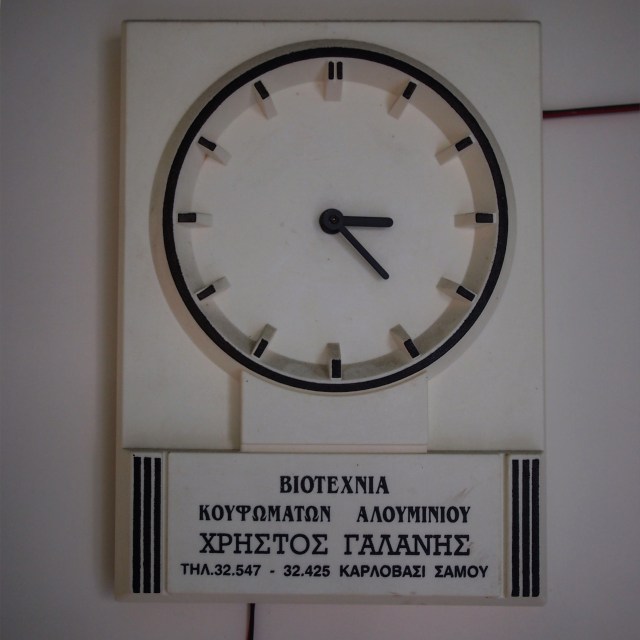 ΒΙΟΤΕΧΝΙΑ
ΚΟΥΦΩΜΑΤΩΝ ΑΛΟΥΜΙΝΙΟΥ
ΧΡΗΣΤΟΣ ΓΑΛΑΝΗΣ
ΤΗΛ.32.547 - 32.425 ΚΑΡΛΟΒΑΣΙ ΣΑΜΟΥ